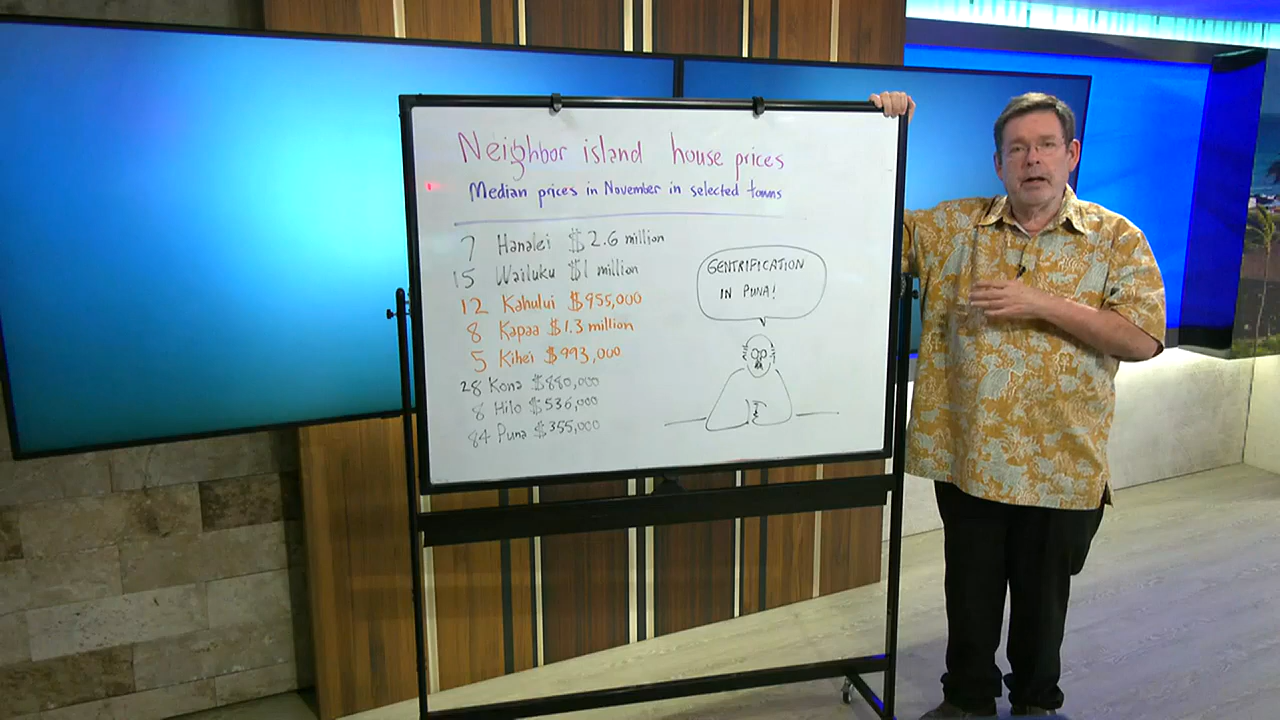 Neighbor island house prices
Median prices in November in selected towns
7 Hanalei $2.6 million
15 Wailuku $1 million
12 Kahului $955,000
8 Kapaa $1.3 million
5 Kihei $993,000
28 Kona $880,000
8 Hilo $536,000
84 Puna $355,000
GENTRIFICATION
IN PUNA!